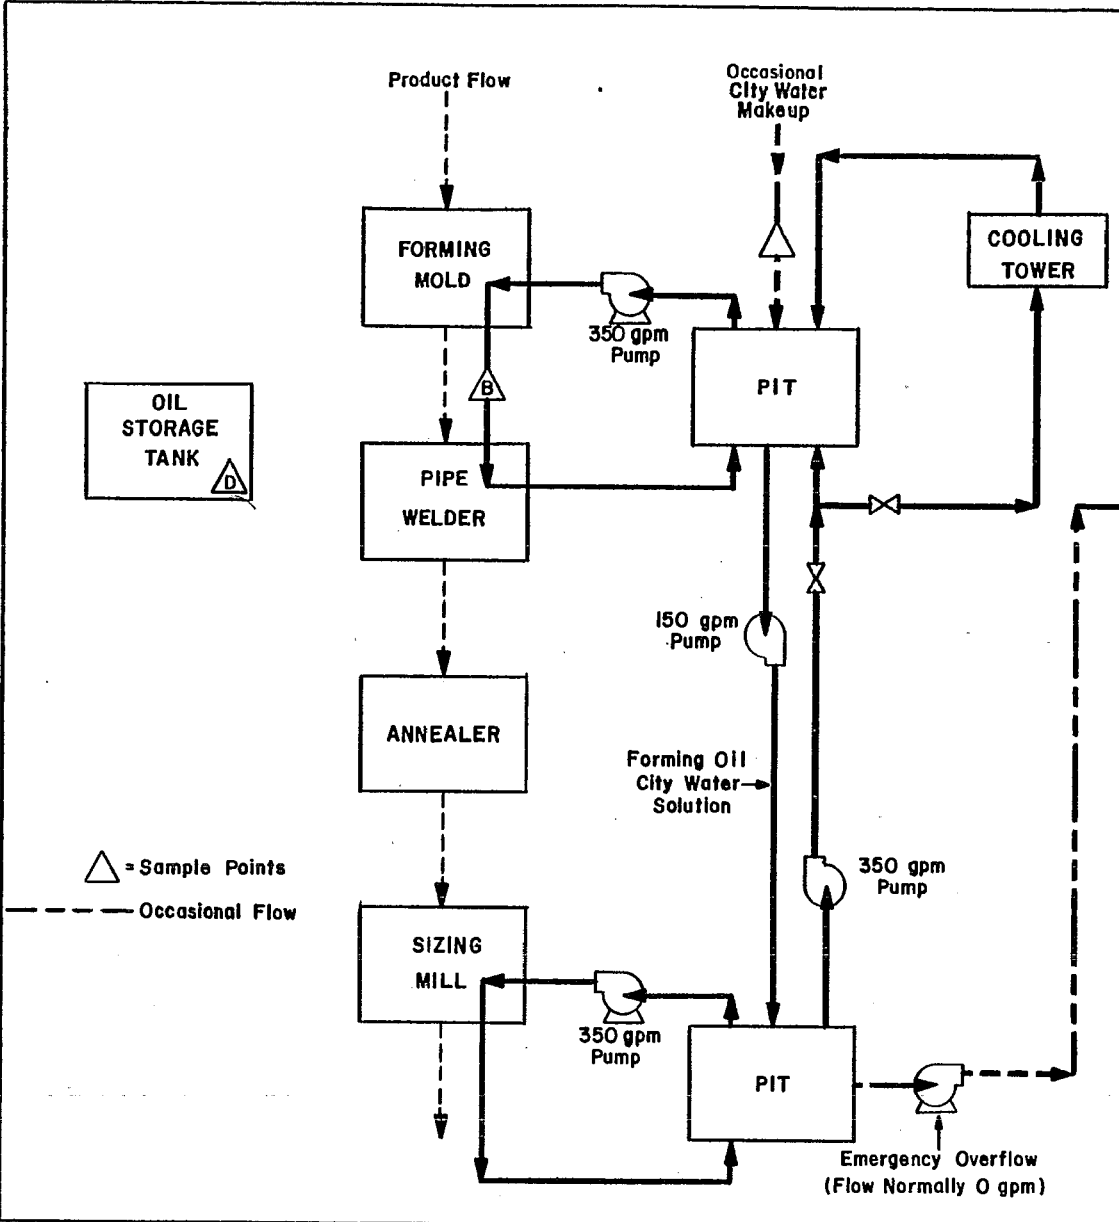 Product Flow
Occasional
City Water
Makeup
FORMING
MOLD
COOLING
TOWER
350 gpm
Pump
PIT
B
OIL
STORAGE
TANK
D
PIPE
WELDER
150 gpm
Pump
ANNEALER
Forming Oil
City Water
Solution
= Sample Points
Occasional Flow
350 gpm
Pump
SIZING
MILL
350 gpm
Pump
PIT
Emergency Overflow
(Flow Normally 0 gpm)